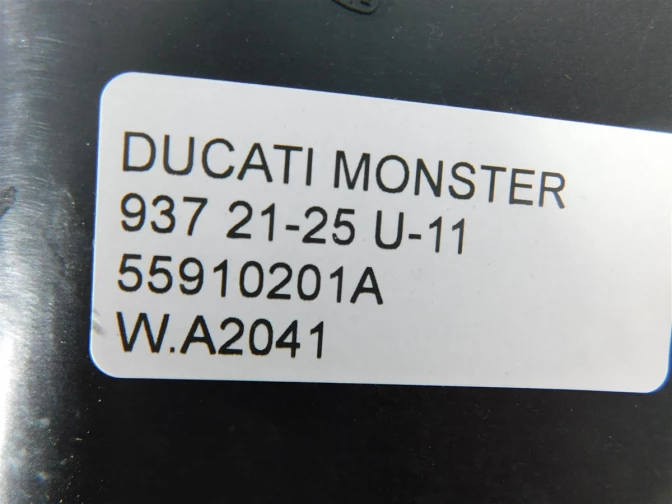 DUCATI MONSTER
937 21-25 U-11
55910201A
W.A2041